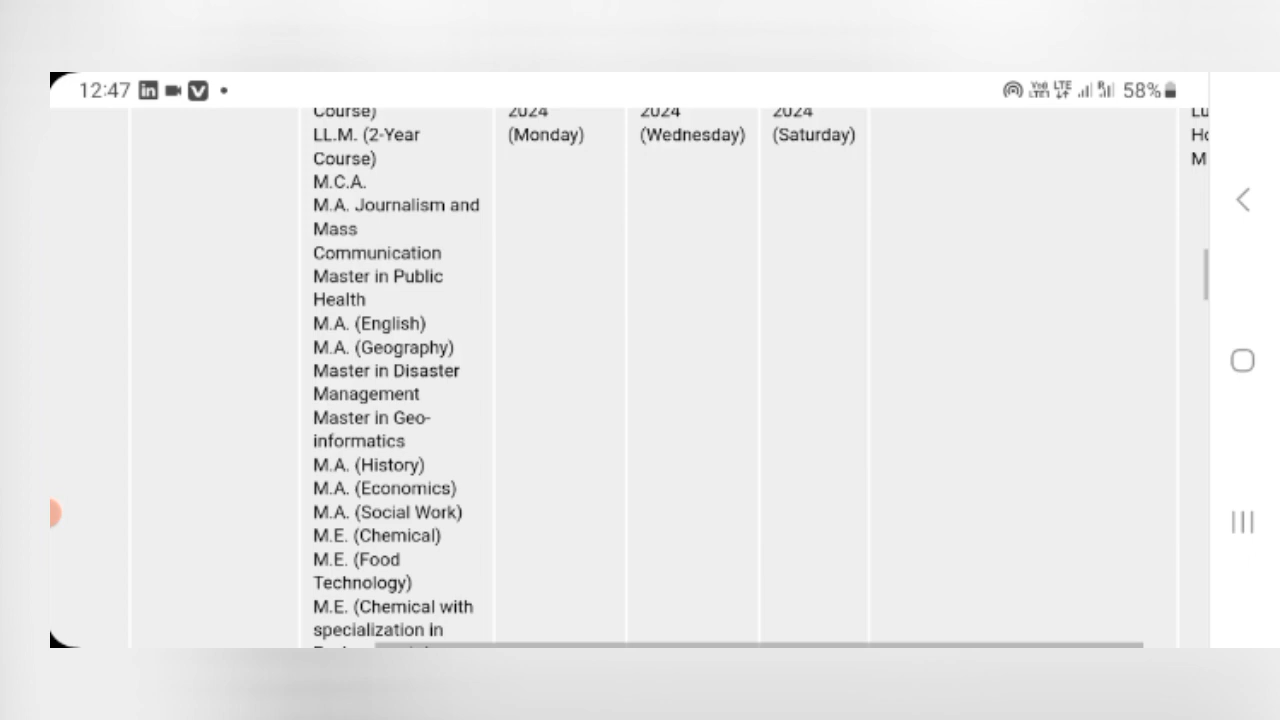 12:47
58%
Course)
2024
2024
2024
LL.M. (2-Year
(Monday)
(Wednesday)
(Saturday)
Course)
M.C.A.
M.A. Journalism and
Mass
Communication
Master in Public
Health
M.A. (English)
M.A. (Geography)
Master in Disaster
Management
Master in Geo-
informatics
M.A. (History)
M.A. (Economics)
M.A. (Social Work)
M.E. (Chemical)
M.E. (Food
Technology)
M.E. (Chemical with
specialization in